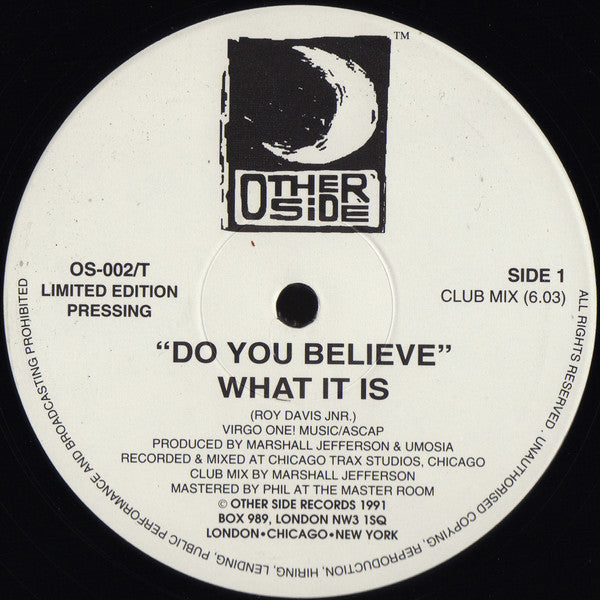 ™
OTHER
SIDE
OS-002/T
LIMITED EDITION
PRESSING
SIDE 1
CLUB MIX (6.03)
“DO YOU BELIEVE”
WHAT IT IS
(ROY DAVIS JNR.)
VIRGO ONE! MUSIC/ASCAP
PRODUCED BY MARSHALL JEFFERSON & UMOSIA
RECORDED & MIXED AT CHICAGO TRAX STUDIOS, CHICAGO
CLUB MIX BY MARSHALL JEFFERSON
MASTERED BY PHIL AT THE MASTER ROOM
© OTHER SIDE RECORDS 1991
BOX 989, LONDON NW3 1SQ
LONDON•CHICAGO•NEW YORK
ALL RIGHTS RESERVED . UNAUTHORISED COPYING, REPRODUCTION, HIRING, LENDING, PUBLIC PERFORMANCE AND BROADCASTING PROHIBITED